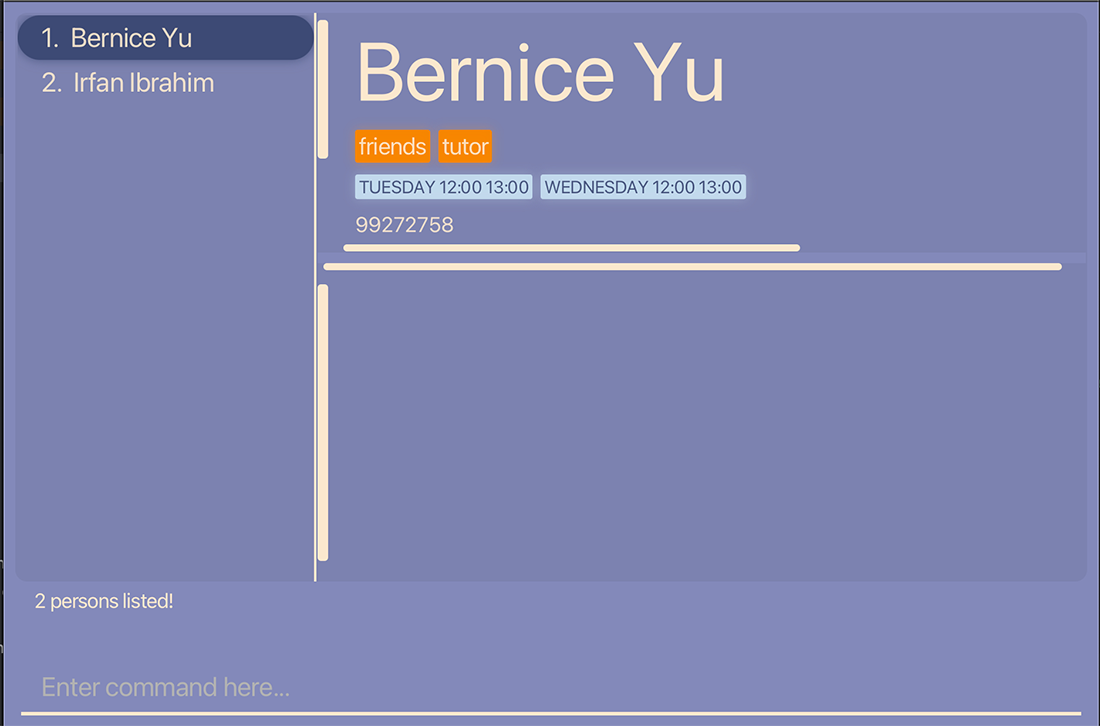 1. Bernice Yu
2. Irfan Ibrahim
Bernice Yu
friends tutor
TUESDAY 12:00 13:00 WEDNESDAY 12:00 13:00
99272758
2 persons listed!
Enter command here...